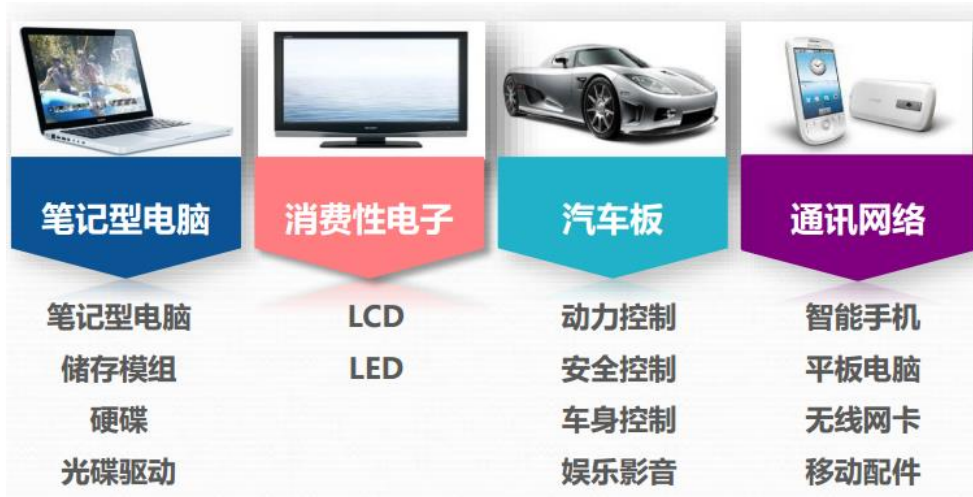 笔记型电脑
消费性电子
汽车板
通讯网络
笔记型电脑
储存模组
硬碟
光碟驱动
LCD
LED
动力控制
安全控制
车身控制
娱乐影音
智能手机
平板电脑
无线网卡
移动配件